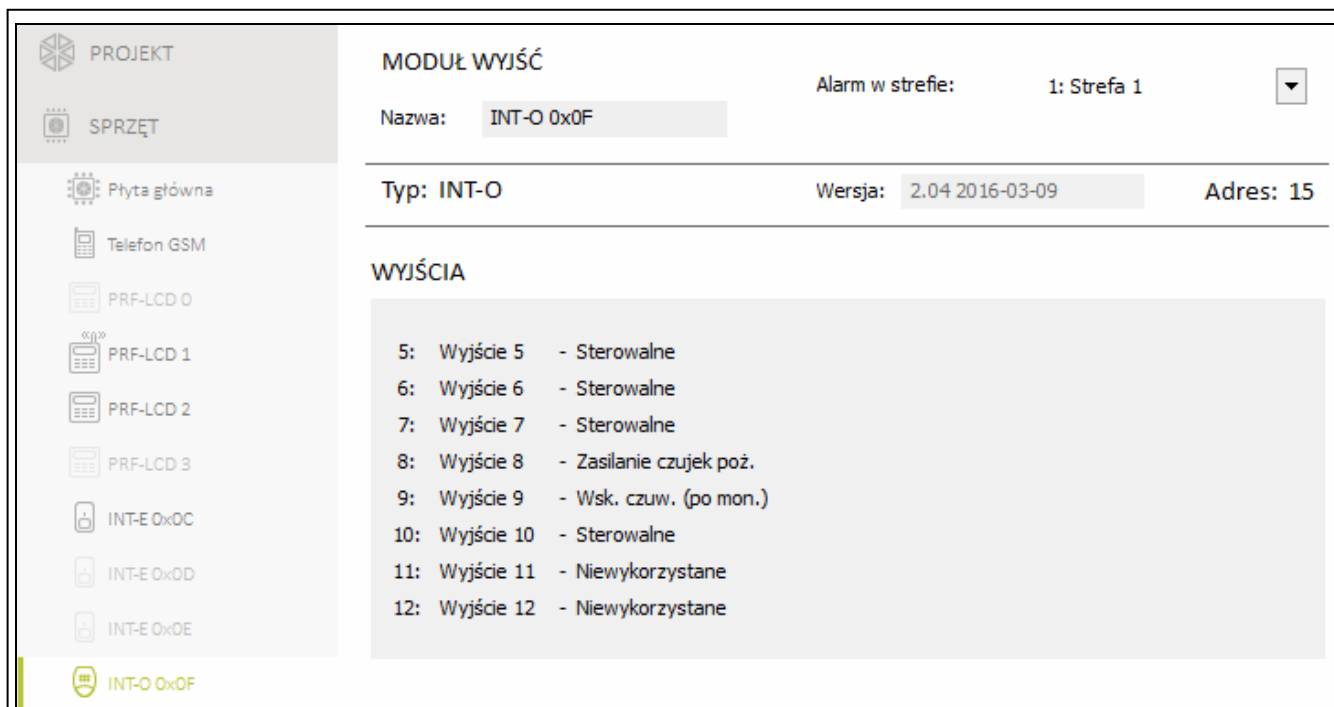 PROJEKT
SPRZĘT
Płyta główna
Telefon GSM
PRF-LCD 0
PRF-LCD 1
PRF-LCD 2
PRF-LCD 3
INT-E 0x0C
INT-E 0x0D
INT-E 0x0E
INT-O 0x0F
MODUŁ WYJŚĆ
Nazwa: INT-O 0x0F
Alarm w strefie: 1: Strefa 1
Typ: INT-O Wersja: 2.04 2016-03-09 Adres: 15
WYJŚCIA
5: Wyjście 5 - Sterowalne
6: Wyjście 6 - Sterowalne
7: Wyjście 7 - Sterowalne
8: Wyjście 8 - Zasilanie czujek poż.
9: Wyjście 9 - Wsk. czuw. (po mon.)
10: Wyjście 10 - Sterowalne
11: Wyjście 11 - Niewykorzystane
12: Wyjście 12 - Niewykorzystane